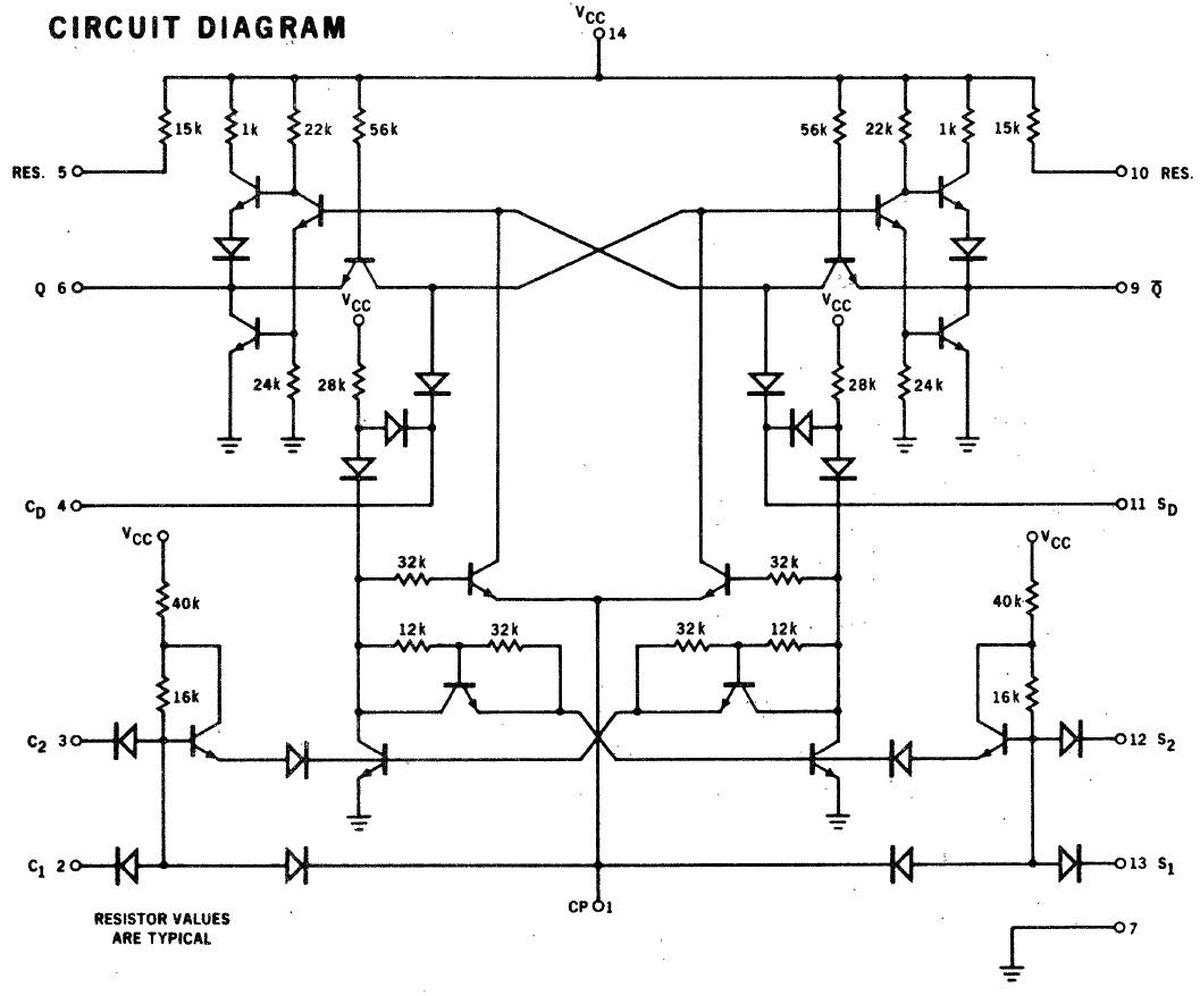 CIRCUIT DIAGRAM
VCC
14
15k 1k 22k 56k 56k 22k 1k 15k
RES. 5 10 RES.
Q 6 9 Q̅
VCC VCC
24k 28k 28k 24k
CD 4 11 SD
VCC VCC
32k 32k
40k 40k
12k 32k 32k 12k
16k 16k
C2 3 12 S2
C1 2 13 S1
CP 1
RESISTOR VALUES
ARE TYPICAL
7